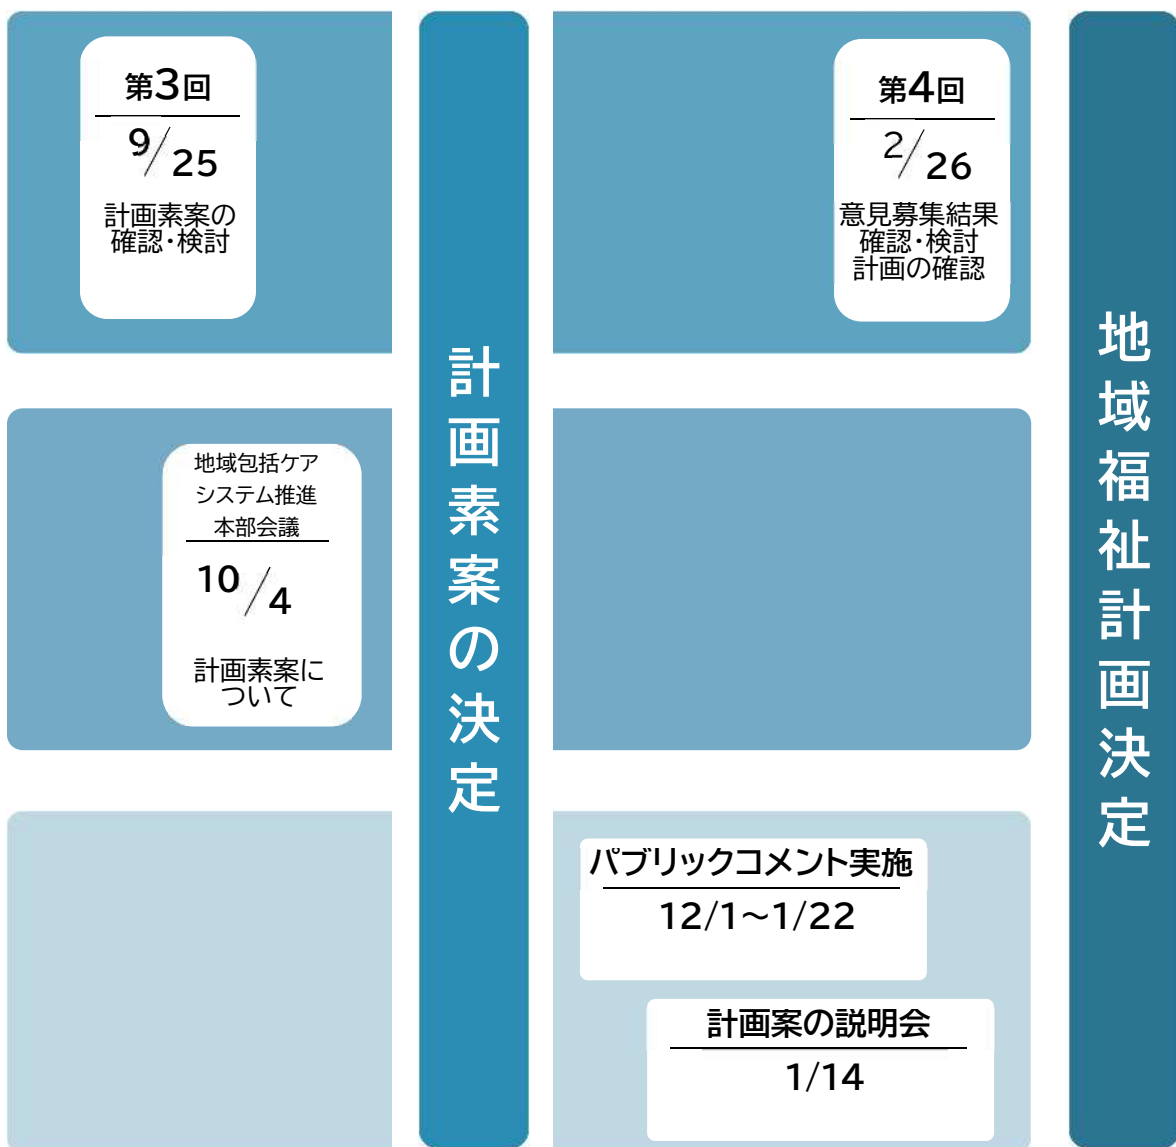 第3回
9/25
計画素案の
確認・検討
地域包括ケア
システム推進
本部会議
10/4
計画素案に
ついて
計画素案の決定
第4回
2/26
意見募集結果
確認・検討
計画の確認
パブリックコメント実施
12/1～1/22
計画案の説明会
1/14
地域福祉計画決定